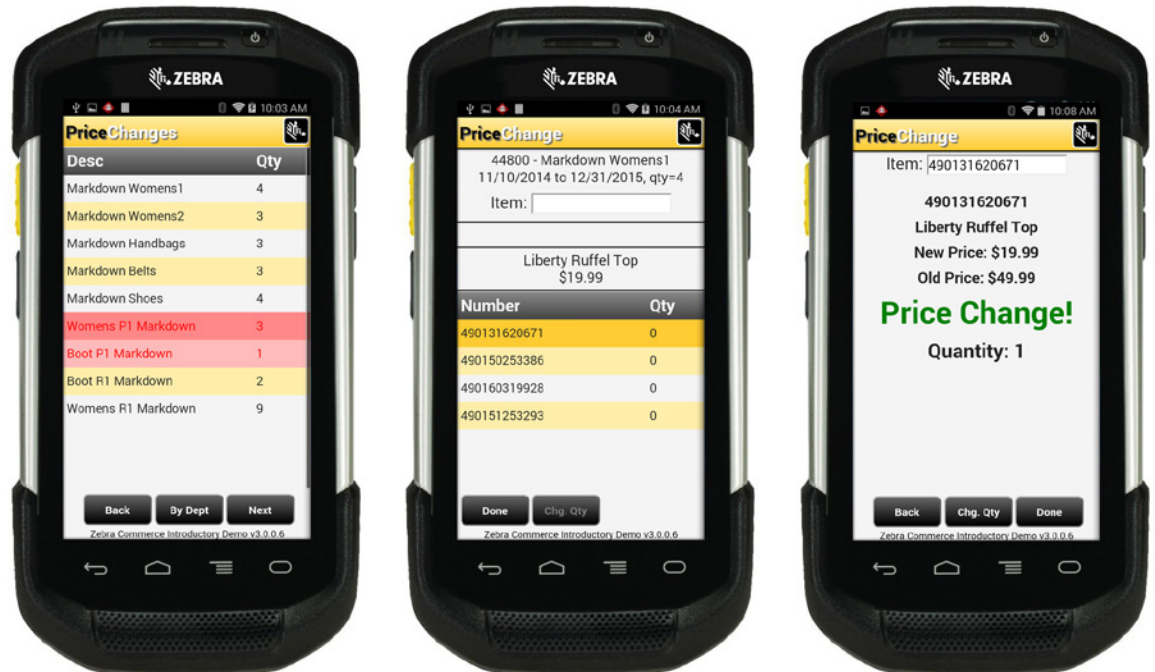 ZEBRA
10:03 AM
PriceChanges
Desc Qty
Markdown Womens1 4
Markdown Womens2 3
Markdown Handbags 3
Markdown Belts 3
Markdown Shoes 4
Womens P1 Markdown 3
Boot P1 Markdown 1
Boot R1 Markdown 2
Womens R1 Markdown 9
Back By Dept Next
Zebra Commerce Introductory Demo v3.0.0.6
ZEBRA
10:04 AM
PriceChange
44800 - Markdown Womens1
11/10/2014 to 12/31/2015, qty=4
Item:
Liberty Ruffel Top
$19.99
Number Qty
490131620671 0
490150253386 0
490160319928 0
490151253293 0
Done Chg. Qty
Zebra Commerce Introductory Demo v3.0.0.6
ZEBRA
10:08 AM
PriceChange
Item: 490131620671
490131620671
Liberty Ruffel Top
New Price: $19.99
Old Price: $49.99
Price Change!
Quantity: 1
Back Chg. Qty Done
Zebra Commerce Introductory Demo v3.0.0.6